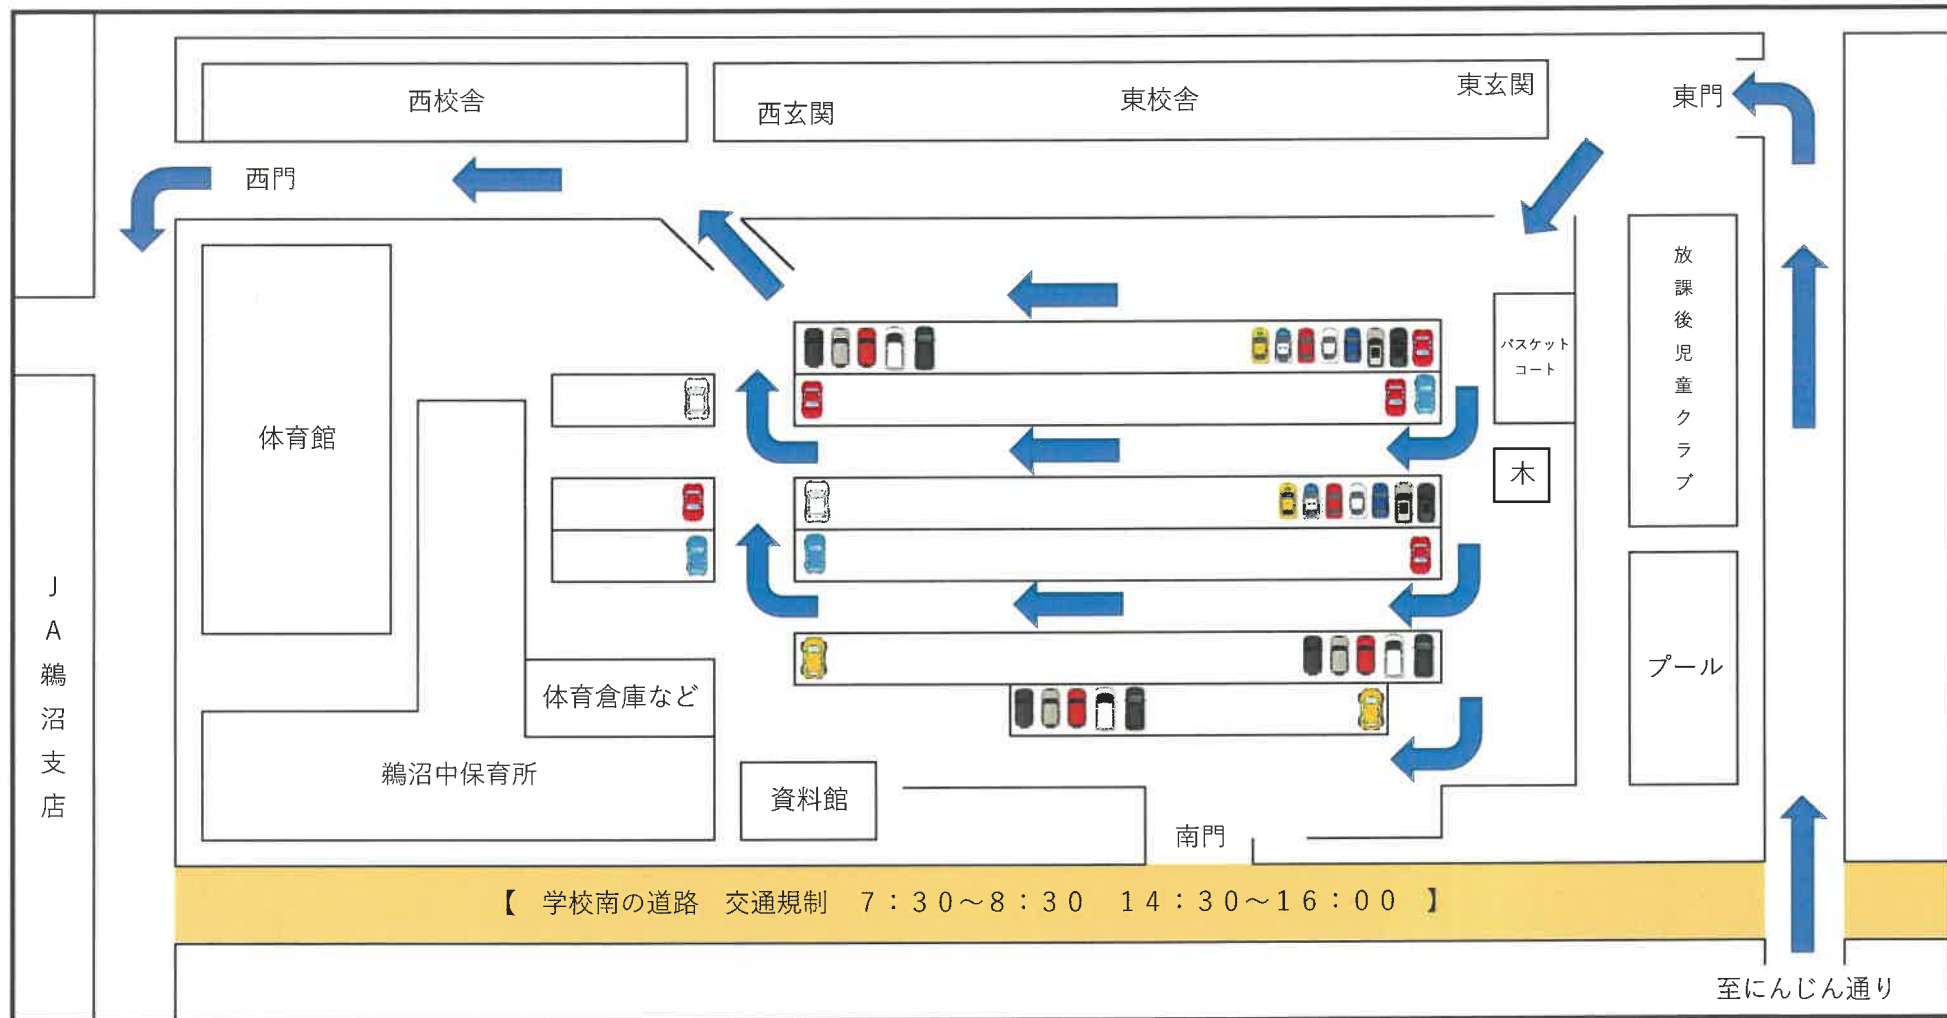 西校舎
西玄関
東校舎
東玄関
東門
西門
放課後児童クラブ
バスケット
コート
体育館
木
JA鵜沼支店
体育倉庫など
プール
鵜沼中保育所
資料館
南門
【　学校南の道路　交通規制　７：３０～８：３０　１４：３０～１６：００　】
至にんじん通り